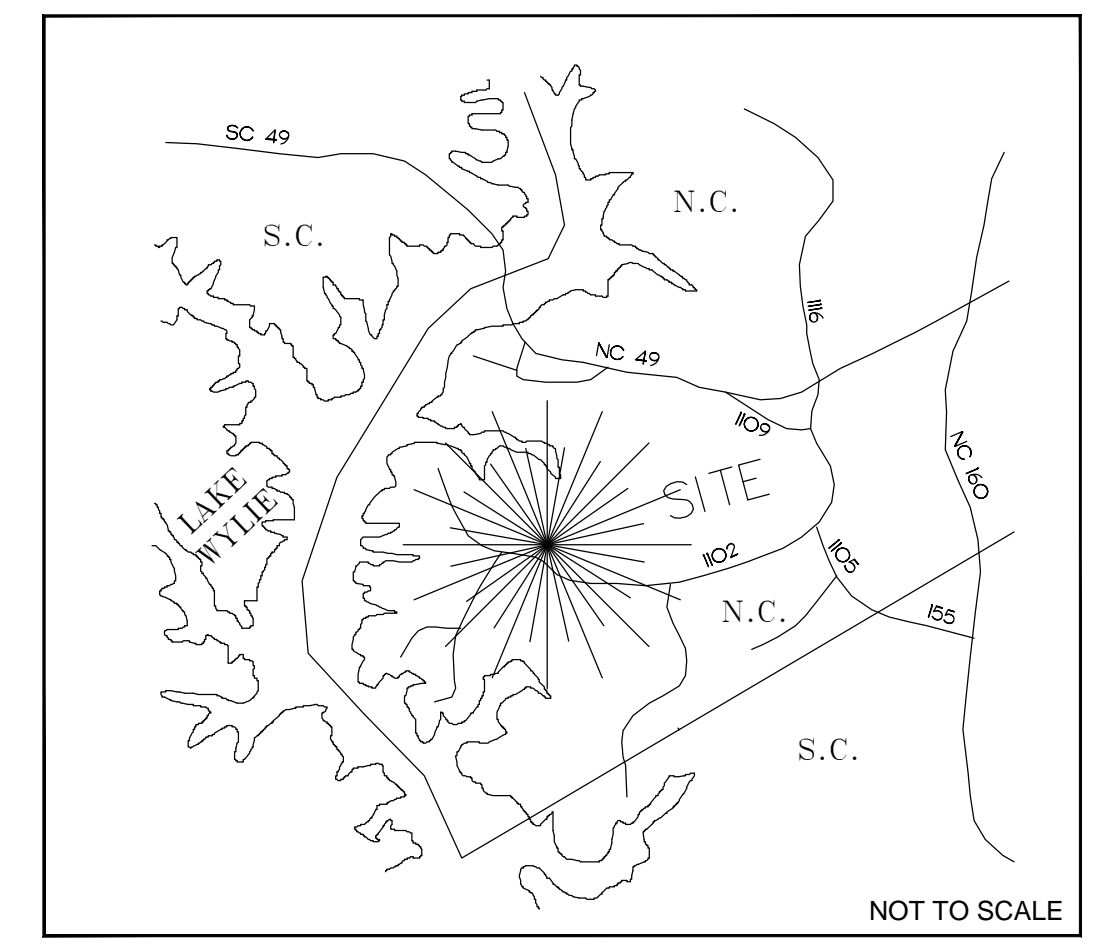 SC 49
N.C.
S.C.
1116
NC 49
1109
NC 160
SITE
LAKE
WYLIE
1102
1105
N.C.
155
S.C.
NOT TO SCALE